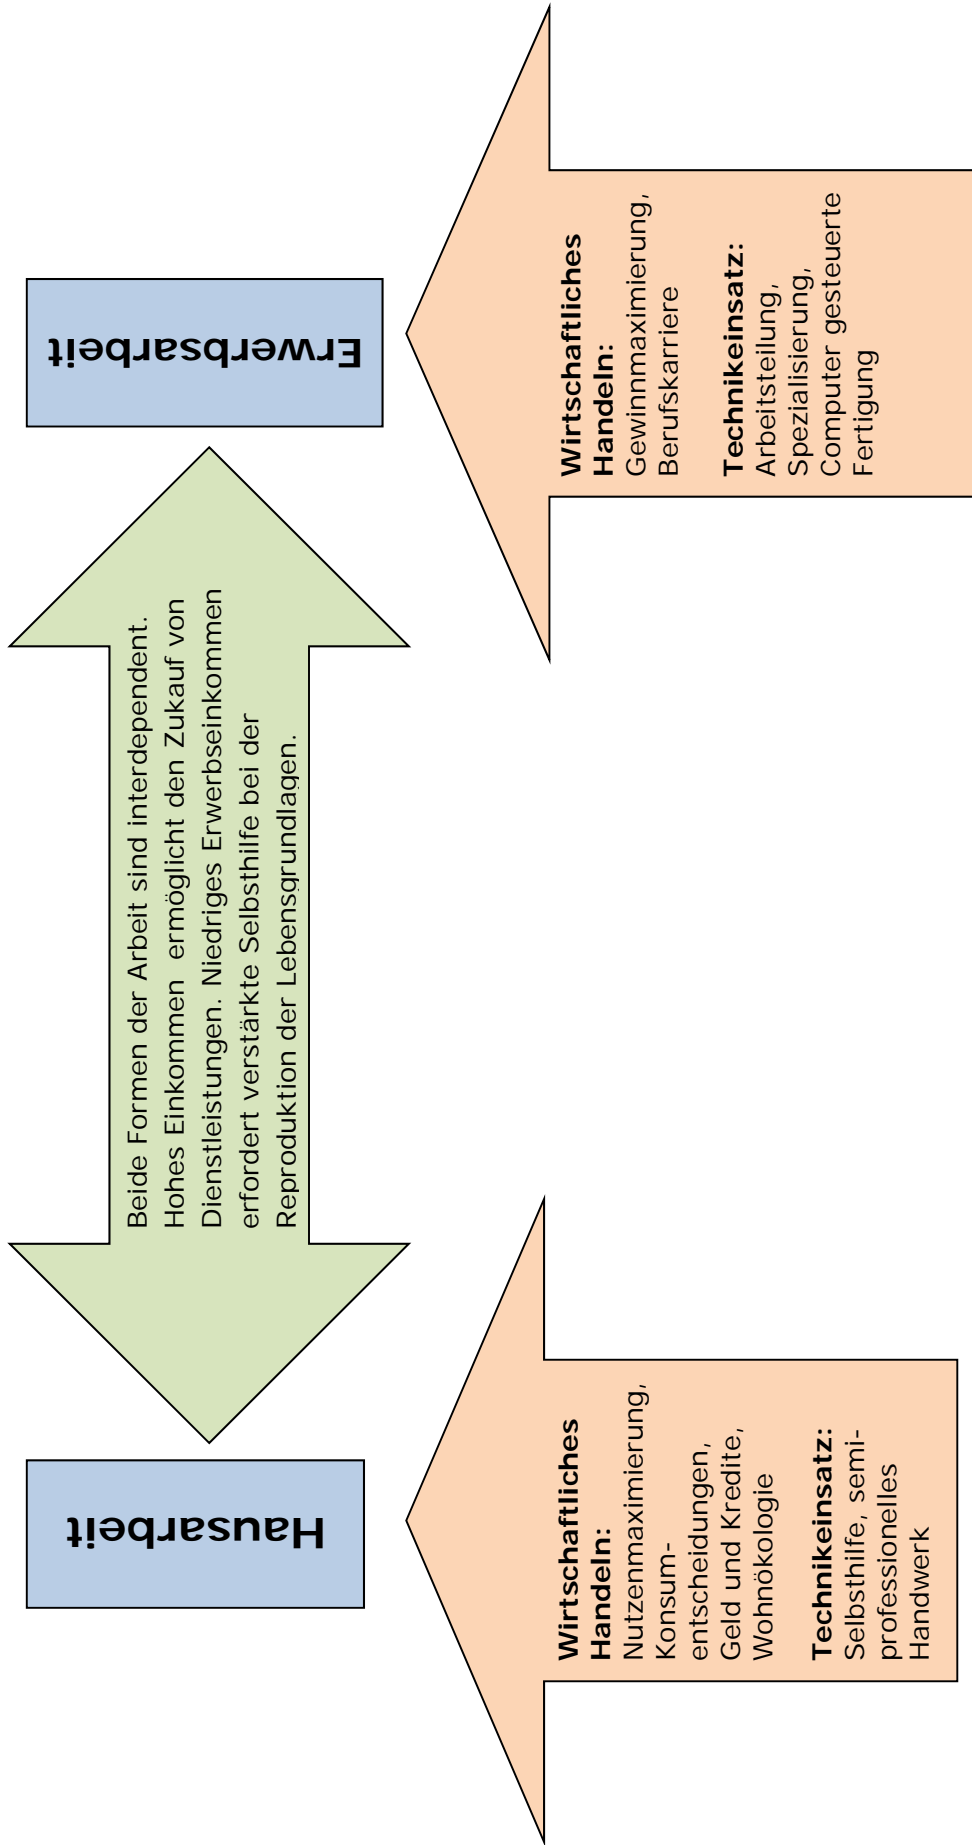 Hausarbeit
Beide Formen der Arbeit sind interdependent.
Hohes Einkommen ermöglicht den Zukauf von
Dienstleistungen. Niedriges Erwerbseinkommen
erfordert verstärkte Selbsthilfe bei der
Reproduktion der Lebensgrundlagen.
Erwerbsarbeit
Wirtschaftliches
Handeln:
Nutzenmaximierung,
Konsum-
entscheidungen,
Geld und Kredite,
Wohnökologie
Technikeinsatz:
Selbsthilfe, semi-
professionelles
Handwerk
Wirtschaftliches
Handeln:
Gewinnmaximierung,
Berufskarriere
Technikeinsatz:
Arbeitsteilung,
Spezialisierung,
Computer gesteuerte
Fertigung